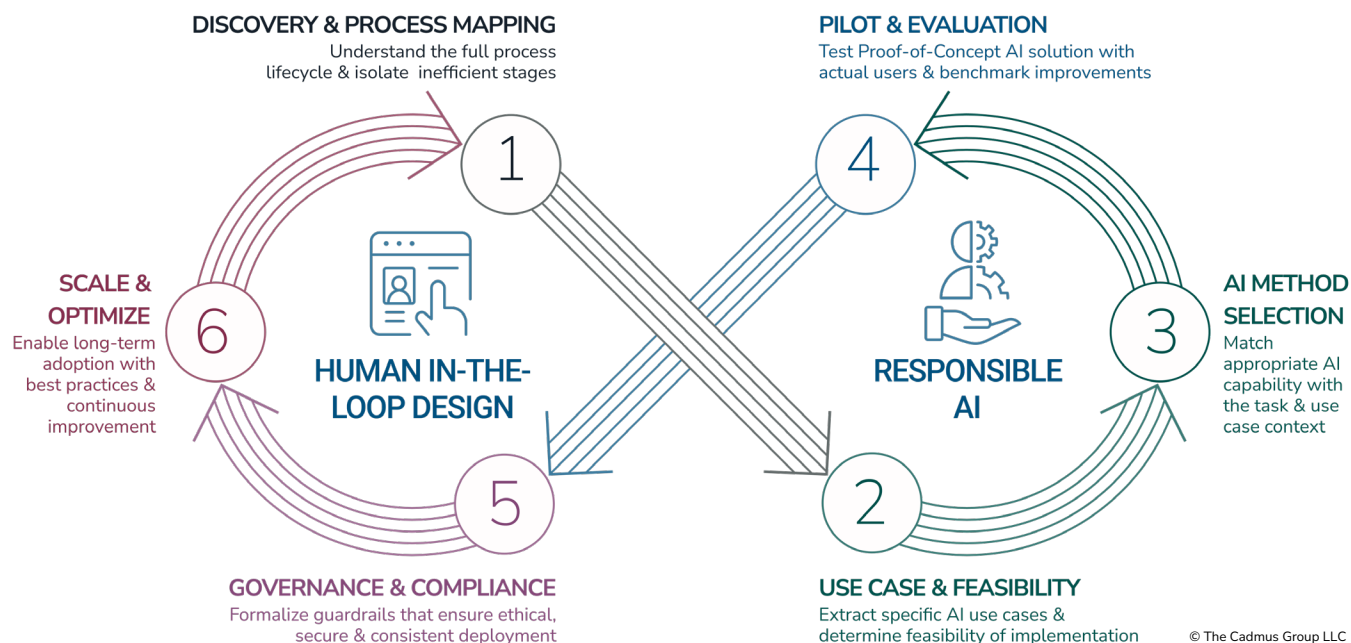 DISCOVERY & PROCESS MAPPING
Understand the full process
lifecycle & isolate inefficient stages
1
USE CASE & FEASIBILITY
Extract specific AI use cases &
determine feasibility of implementation
2
AI METHOD
SELECTION
Match
appropriate AI
capability with
the task & use
case context
3
PILOT & EVALUATION
Test Proof-of-Concept AI solution with
actual users & benchmark improvements
4
GOVERNANCE & COMPLIANCE
Formalize guardrails that ensure ethical,
secure & consistent deployment
5
SCALE &
OPTIMIZE
Enable long-term
adoption with
best practices &
continuous
improvement
6
HUMAN IN-THE-
LOOP DESIGN
RESPONSIBLE
AI
© The Cadmus Group LLC